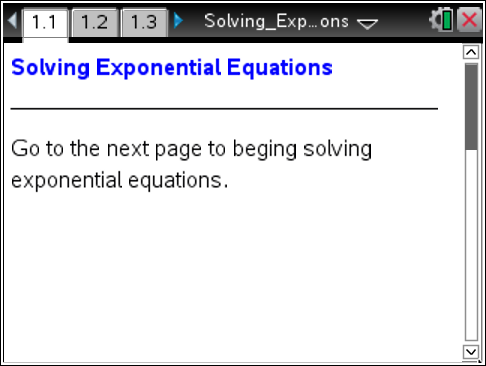 1.1 1.2 1.3 Solving_Exp...ons
Solving Exponential Equations
Go to the next page to beging solving
exponential equations.